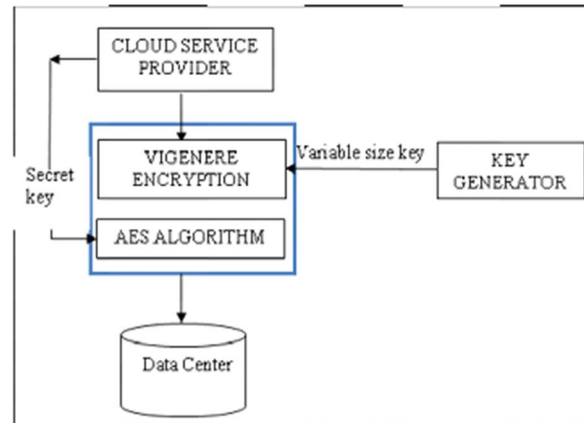 CLOUD SERVICE
PROVIDER
VIGENERE
ENCRYPTION
Variable size key
KEY
GENERATOR
Secret
key
AES ALGORITHM
Data Center